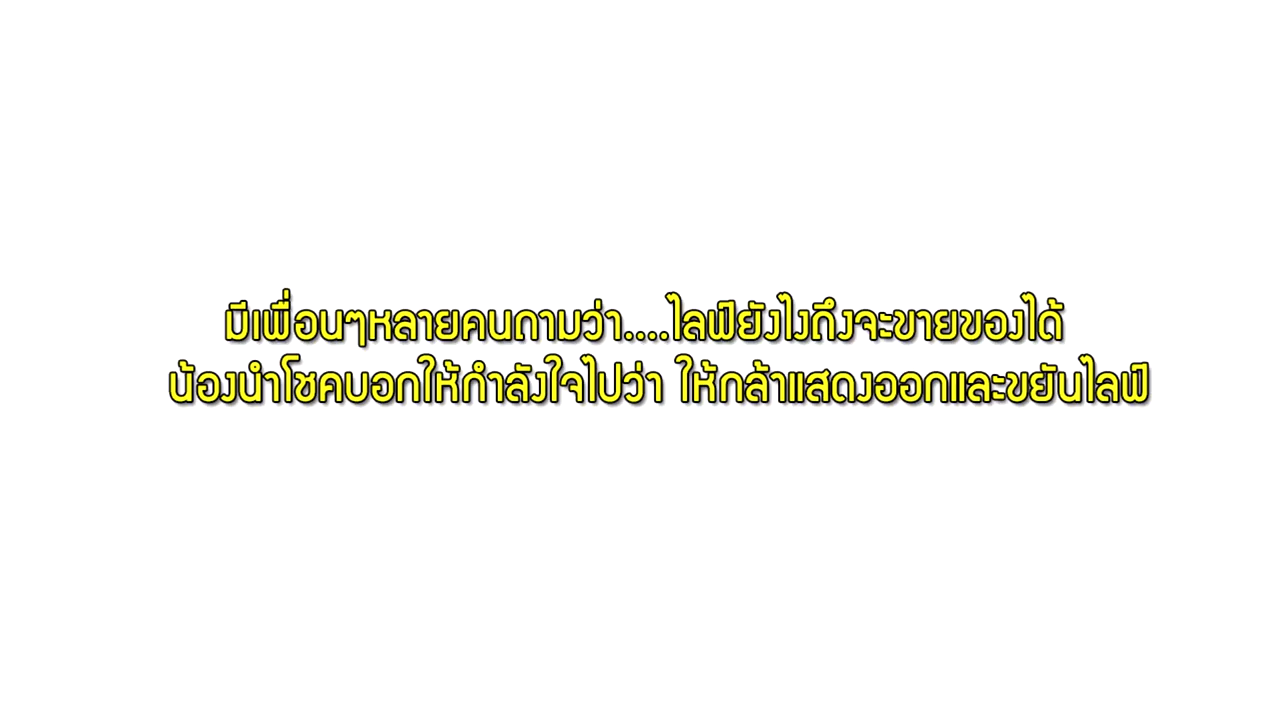 มีเพื่อนๆหลายคนถามว่า....ไลฟ์ยังไงถึงจะขายของได้
น้องนำโชคบอกให้กำลังใจไปว่า ให้กล้าแสดงออกและขยันไลฟ์